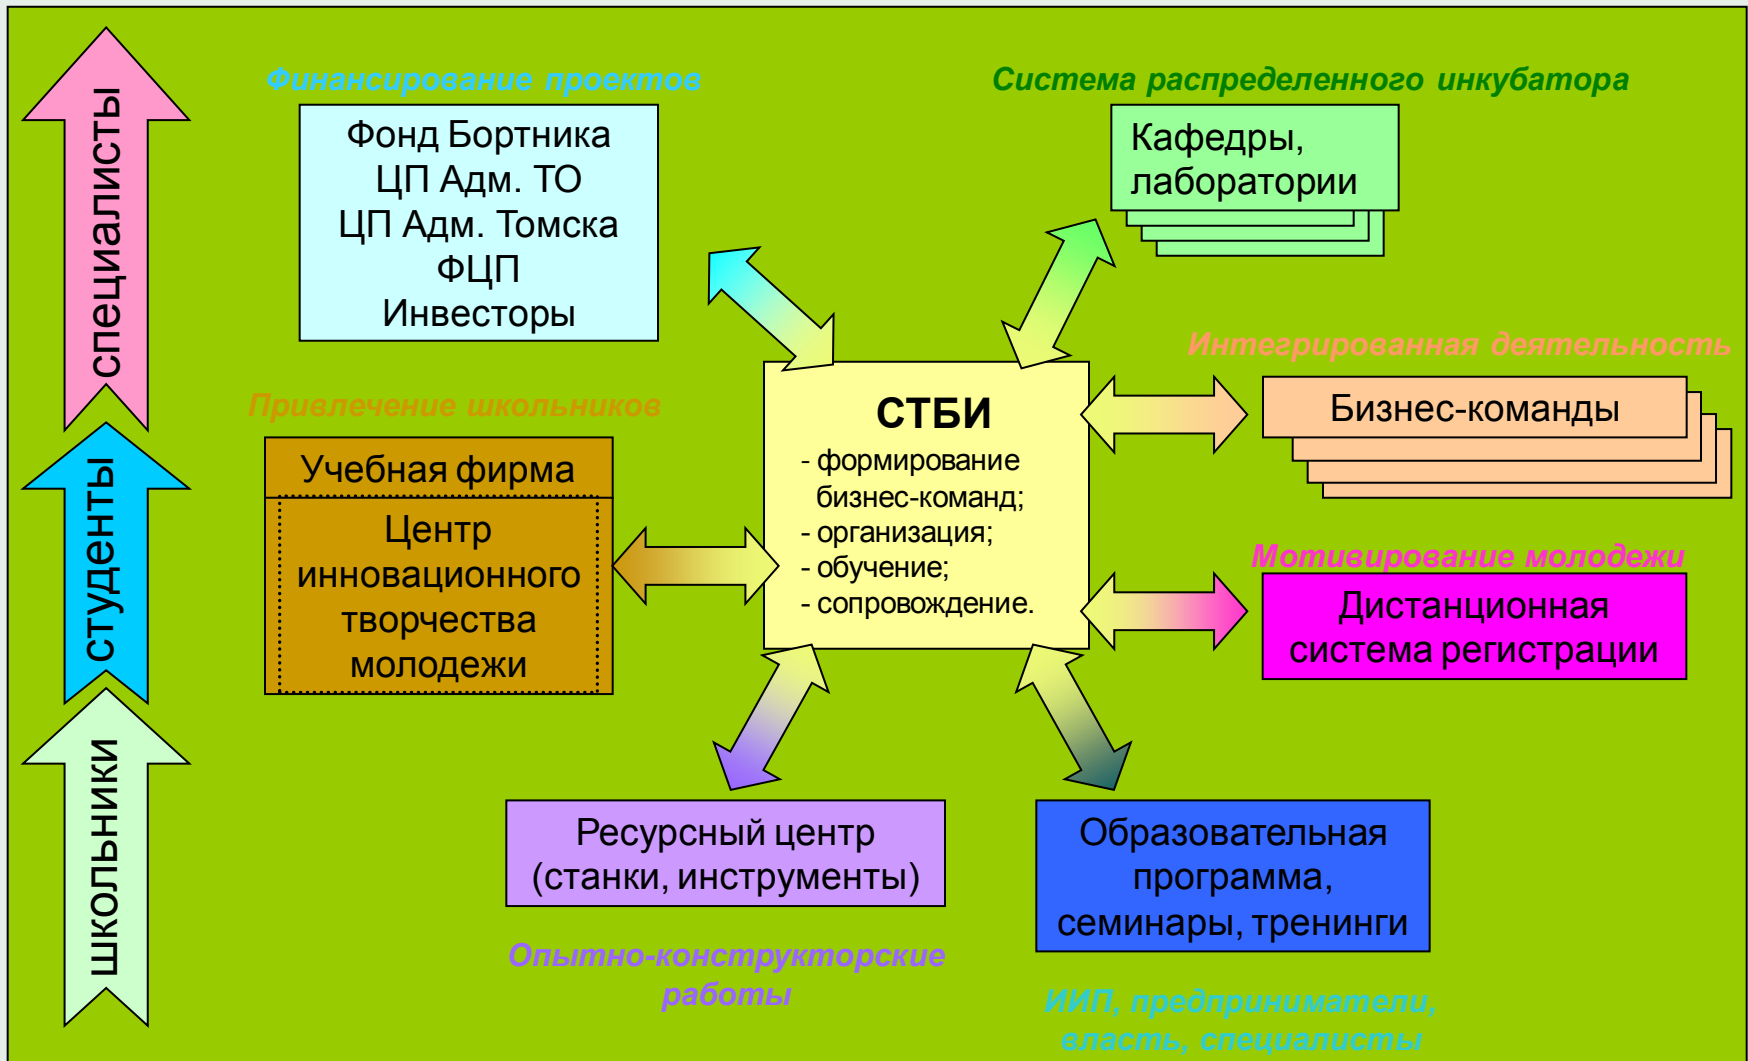 специалисты
студенты
школьники
Финансирование проектов
Фонд Бортника
ЦП Адм. ТО
ЦП Адм. Томска
ФЦП
Инвесторы
Система распределенного инкубатора
Кафедры,
лаборатории
Привлечение школьников
Учебная фирма
Центр
инновационного
творчества
молодежи
СТБИ
- формирование
бизнес-команд;
- организация;
- обучение;
- сопровождение.
Интегрированная деятельность
Бизнес-команды
Мотивирование молодежи
Дистанционная
система регистрации
Ресурсный центр
(станки, инструменты)
Опытно-конструкторские
работы
Образовательная
программа,
семинары, тренинги
ИИП, предприниматели,
власть, специалисты